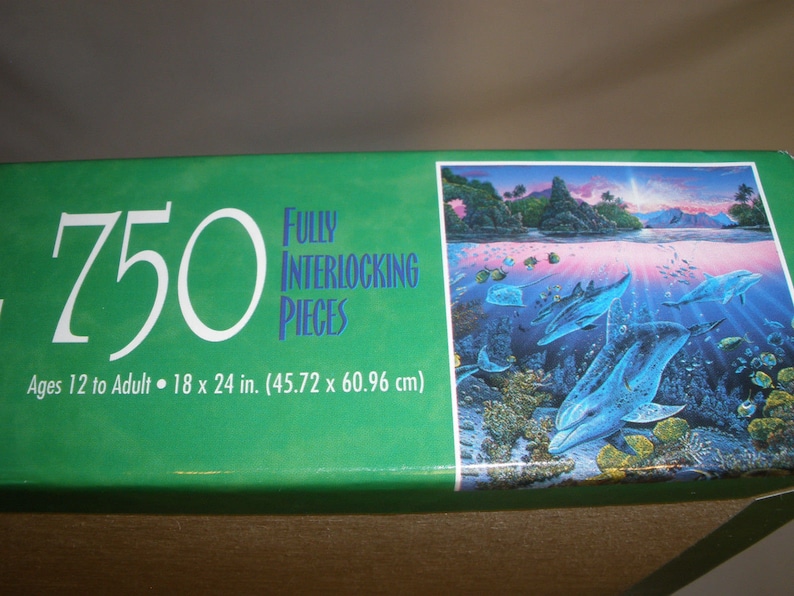 750
FULLY
INTERLOCKING
PIECES
Ages 12 to Adult • 18 x 24 in. (45.72 x 60.96 cm)